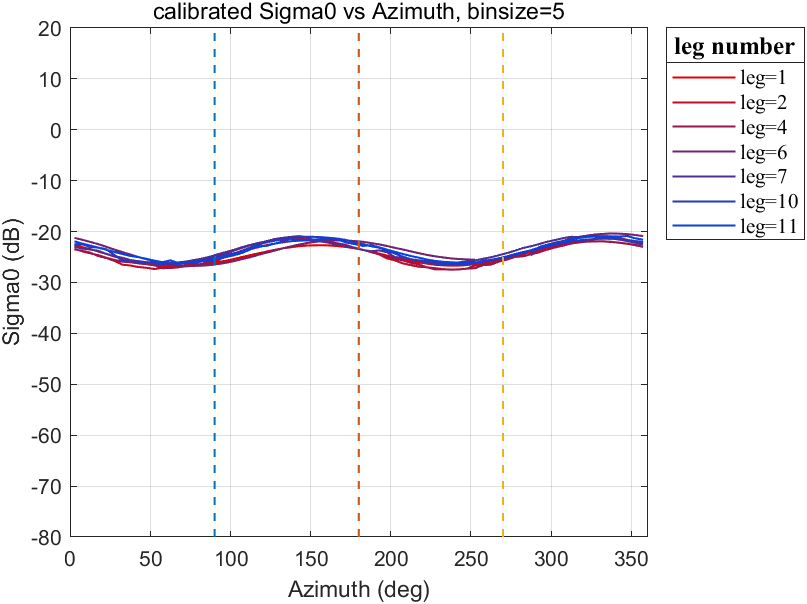 calibrated Sigma0 vs Azimuth, binsize=5
20
10
0
-10
-20
-30
-40
-50
-60
-70
-80
Sigma0 (dB)
0 50 100 150 200 250 300 350
Azimuth (deg)
leg number
leg=1
leg=2
leg=4
leg=6
leg=7
leg=10
leg=11